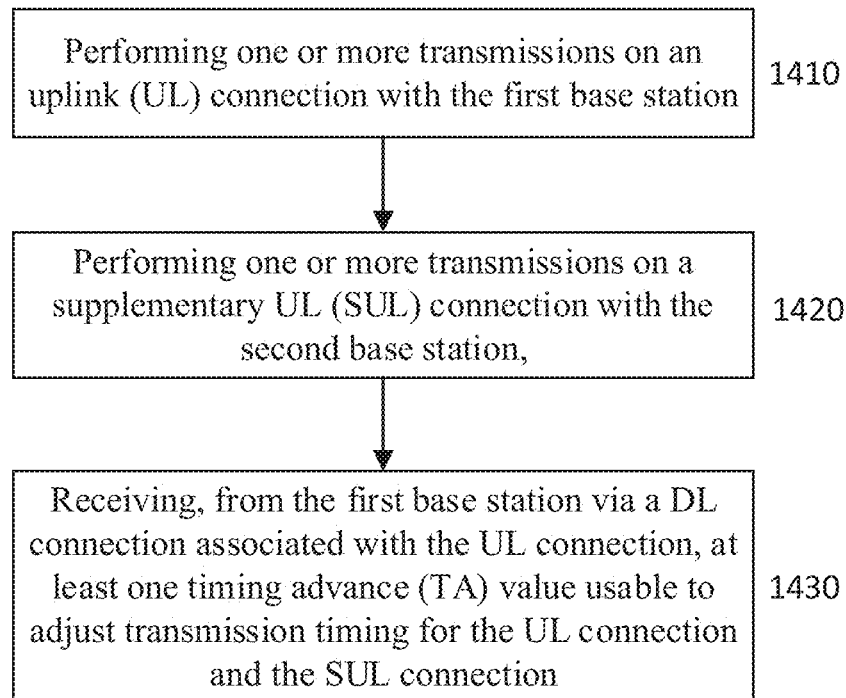 Performing one or more transmissions on an
uplink (UL) connection with the first base station
1410
Performing one or more transmissions on a
supplementary UL (SUL) connection with the
second base station,
1420
Receiving, from the first base station via a DL
connection associated with the UL connection, at
least one timing advance (TA) value usable to
adjust transmission timing for the UL connection
and the SUL connection
1430